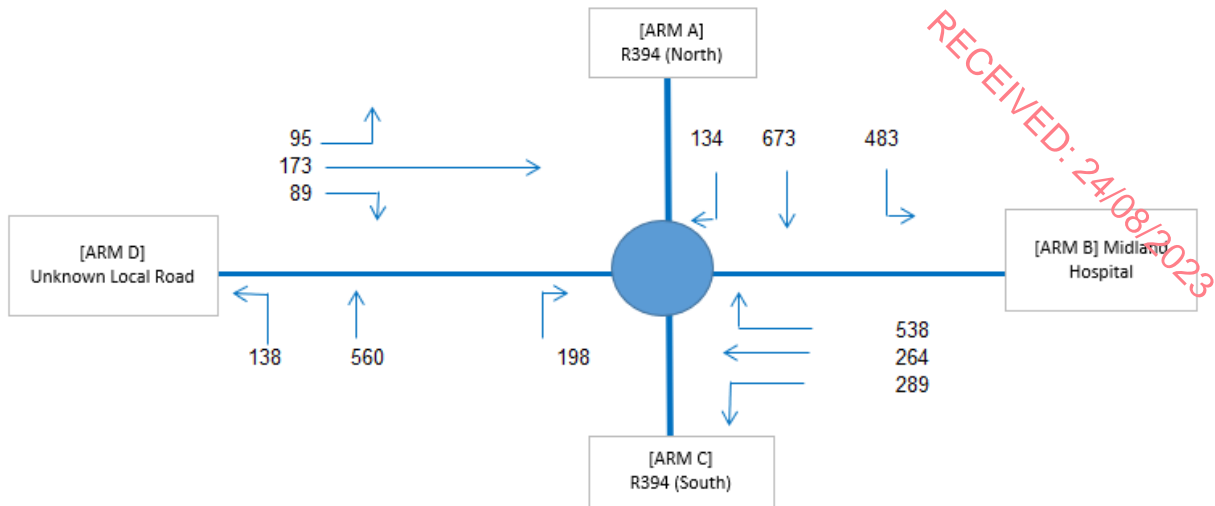 [ARM A]
R394 (North)
RECEIVED: 24/08/2023
95
173
89
134 673 483
[ARM D]
Unknown Local Road
[ARM B] Midland
Hospital
138 560 198
538
264
289
[ARM C]
R394 (South)